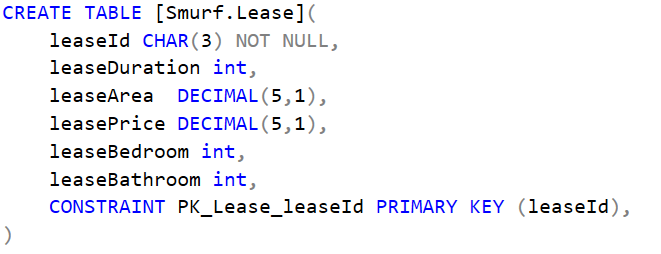 CREATE TABLE [Smurf.Lease](
    leaseId CHAR(3) NOT NULL,
    leaseDuration int,
    leaseArea  DECIMAL(5,1),
    leasePrice DECIMAL(5,1),
    leaseBedroom int,
    leaseBathroom int,
    CONSTRAINT PK_Lease_leaseId PRIMARY KEY (leaseId),
)